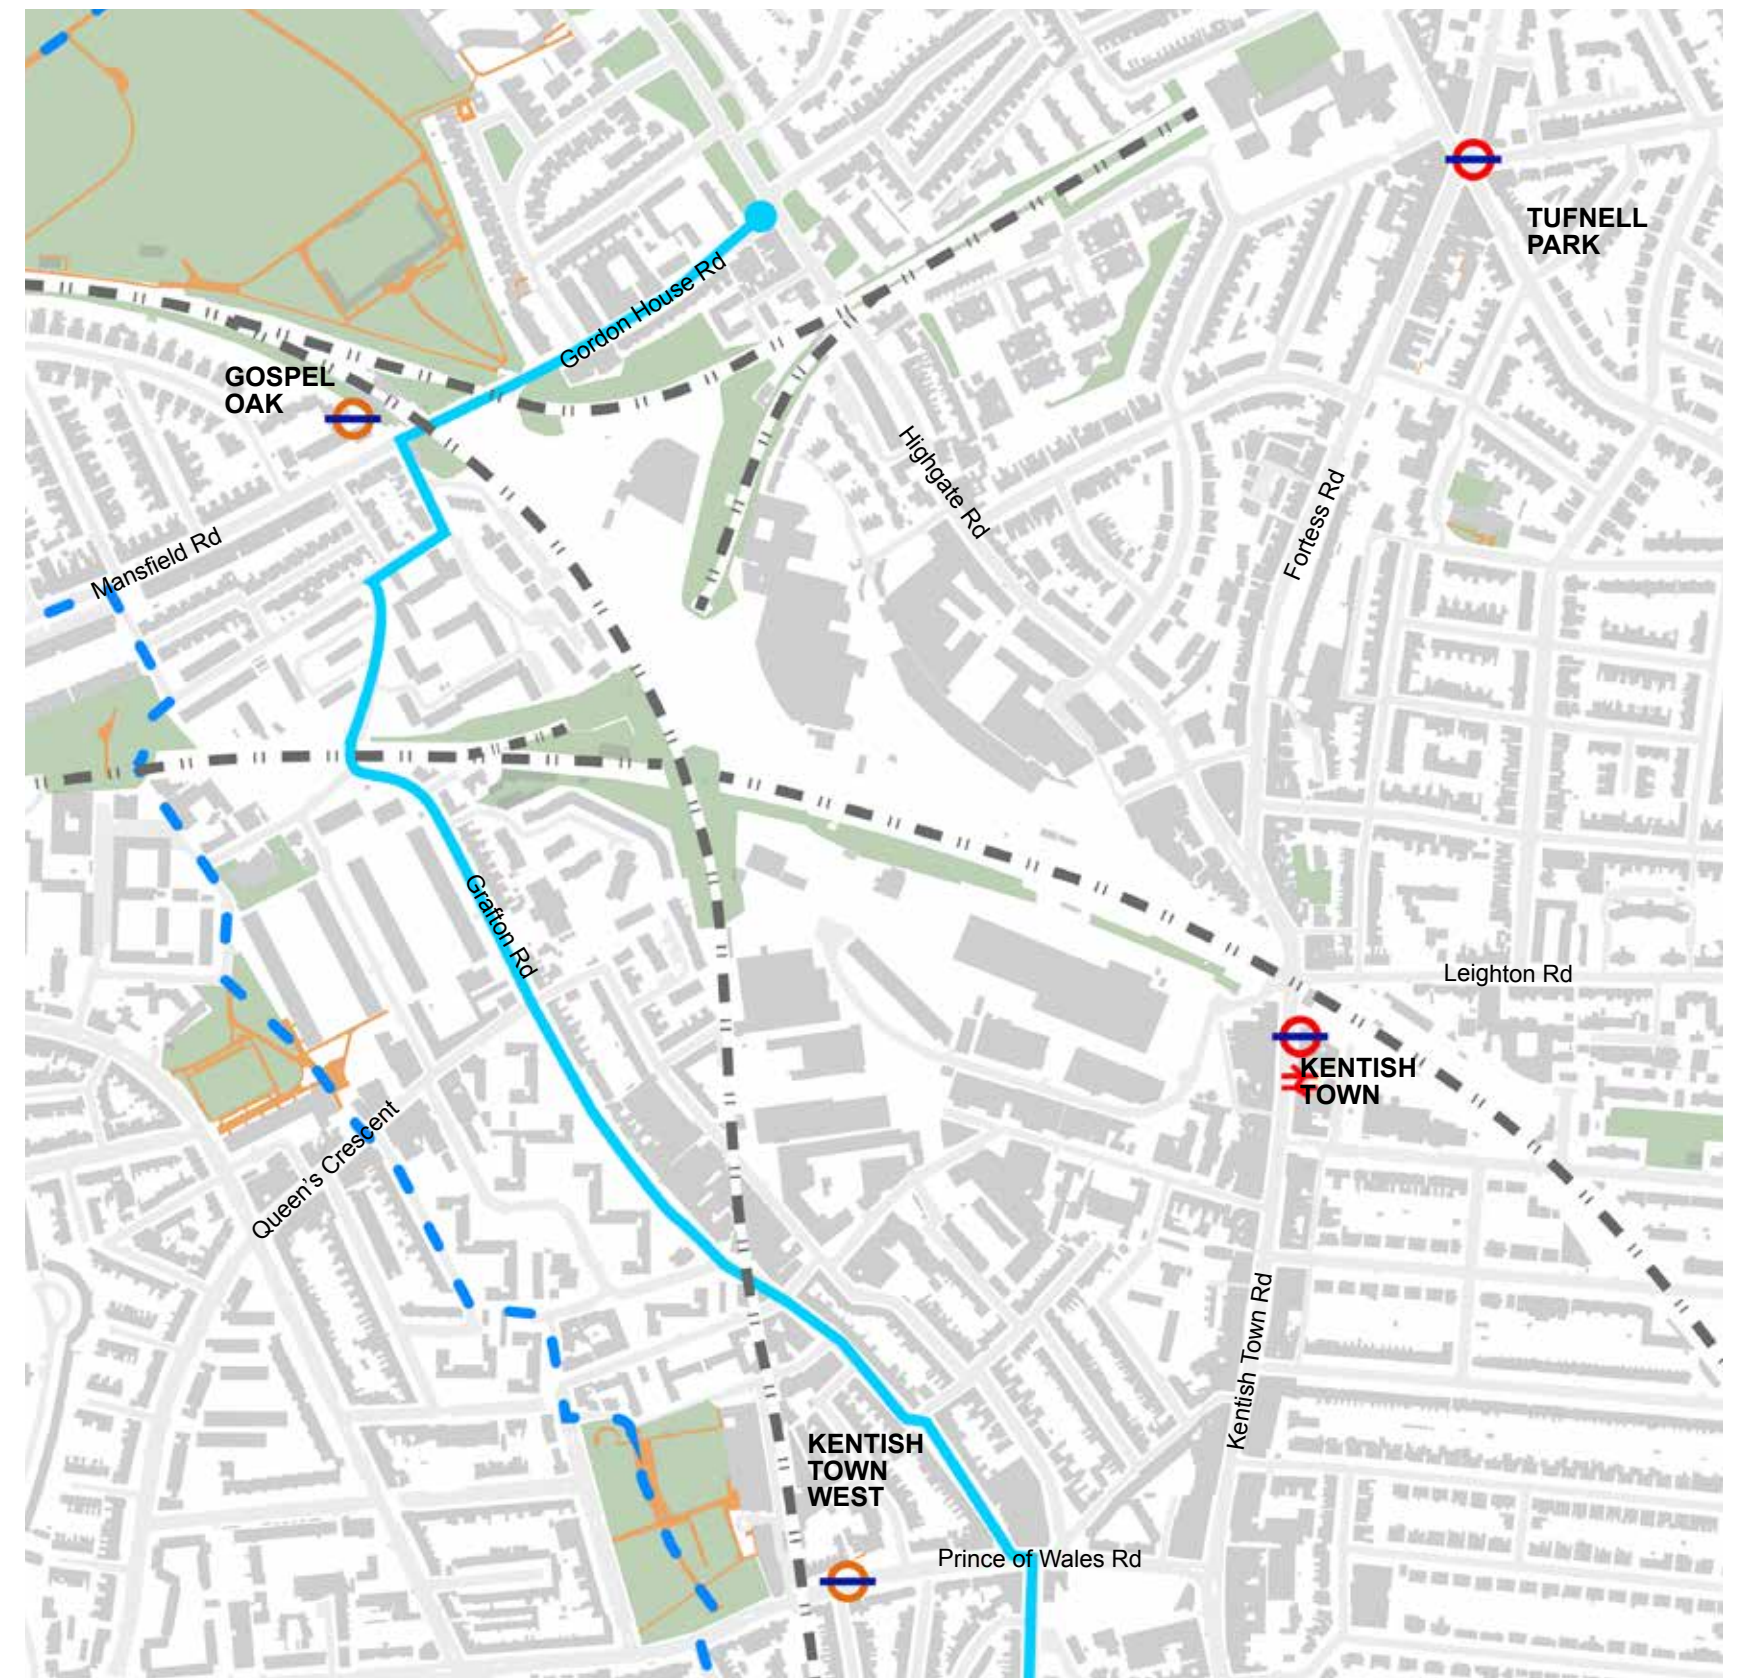 TUFNELL
PARK
Gordon House Rd
GOSPEL
OAK
Highgate Rd
Fortess Rd
Mansfield Rd
Grafton Rd
Leighton Rd
KENTISH
TOWN
Queen's Crescent
Kentish Town Rd
KENTISH
TOWN
WEST
Prince of Wales Rd